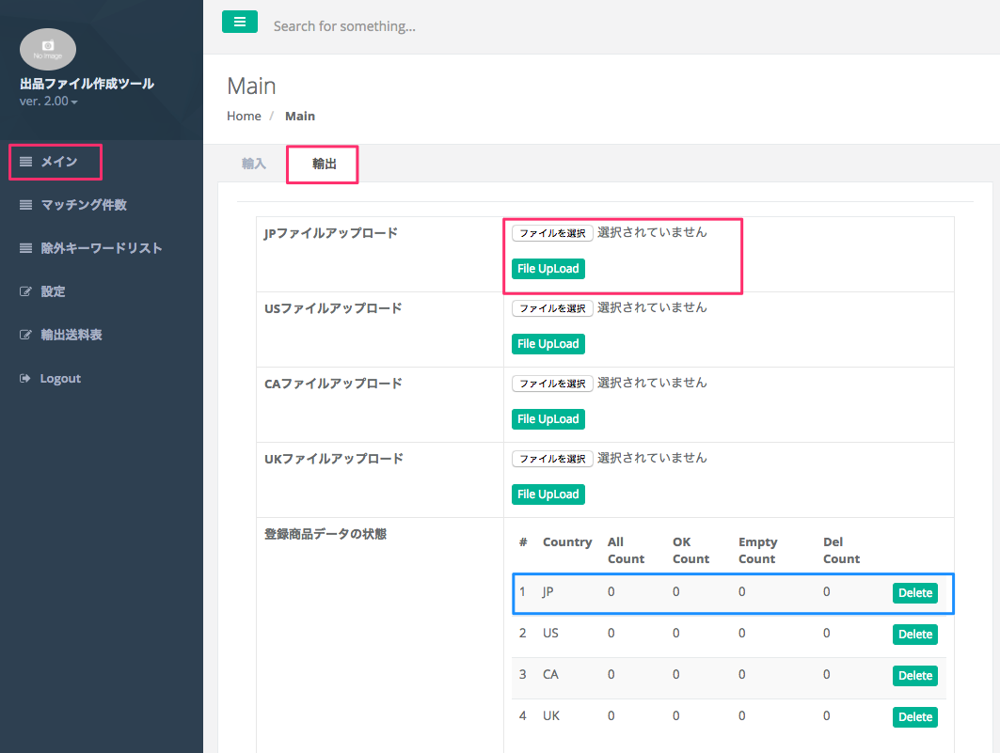 Search for something...
No Image
出品ファイル作成ツール
ver. 2.00
メイン
マッチング件数
除外キーワードリスト
設定
輸出送料表
Logout
Main
Home / Main
輸入 輸出
JPファイルアップロード ファイルを選択 選択されていません
File UpLoad
USファイルアップロード ファイルを選択 選択されていません
File UpLoad
CAファイルアップロード ファイルを選択 選択されていません
File UpLoad
UKファイルアップロード ファイルを選択 選択されていません
File UpLoad
登録商品データの状態
# Country All Count OK Count Empty Count Del Count
1 JP 0 0 0 0 Delete
2 US 0 0 0 0 Delete
3 CA 0 0 0 0 Delete
4 UK 0 0 0 0 Delete